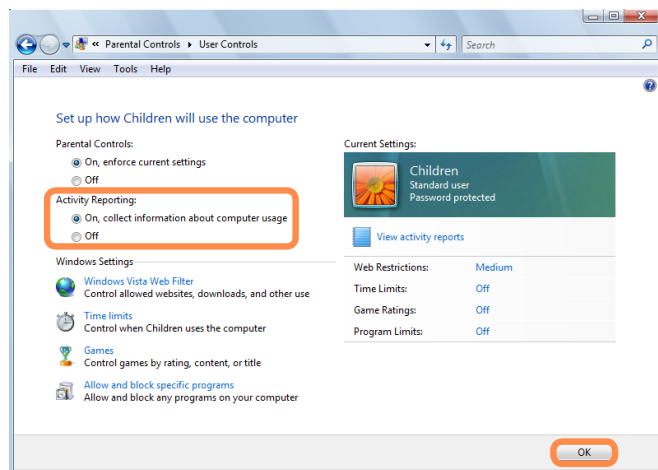 « Parental Controls ▸ User Controls
Search
File Edit View Tools Help
Set up how Children will use the computer
Parental Controls:
On, enforce current settings
Off
Activity Reporting:
On, collect information about computer usage
Off
Windows Settings
Windows Vista Web Filter
Control allowed websites, downloads, and other use
Time limits
Control when Children uses the computer
Games
Control games by rating, content, or title
Allow and block specific programs
Allow and block any programs on your computer
Current Settings:
Children
Standard user
Password protected
View activity reports
Web Restrictions: Medium
Time Limits: Off
Game Ratings: Off
Program Limits: Off
OK